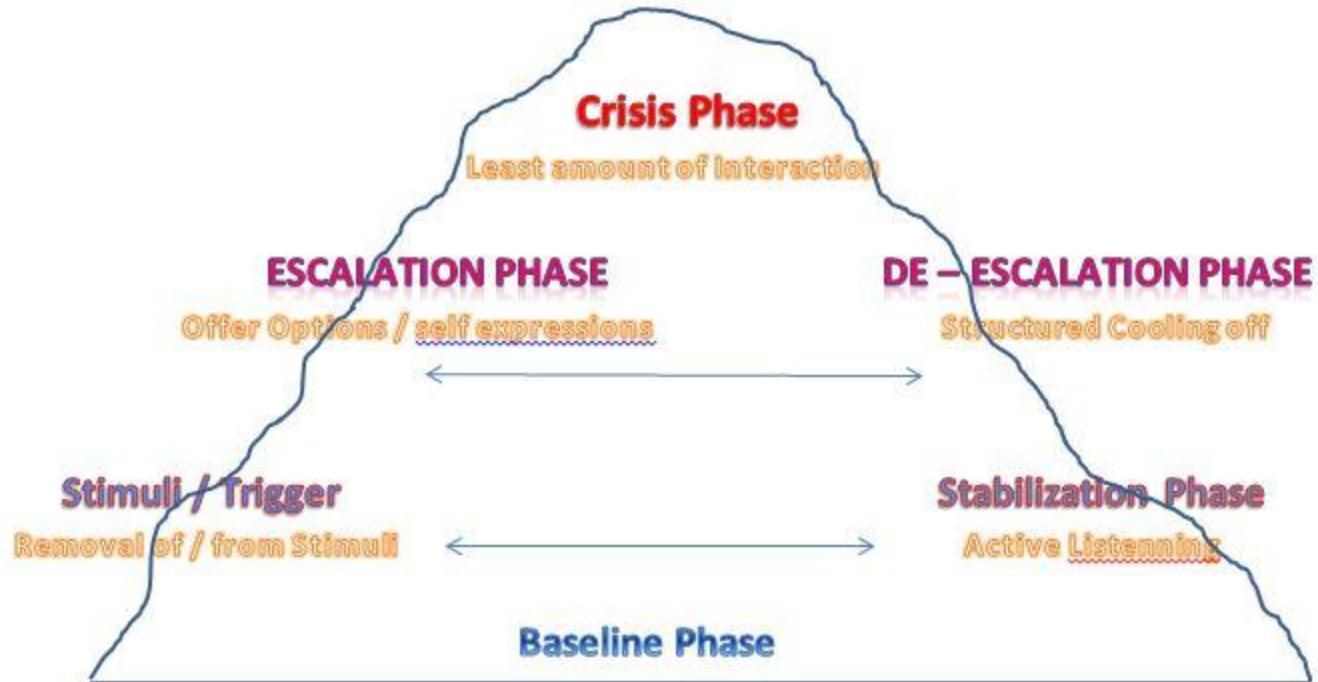 Crisis Phase
Least amount of Interaction
ESCALATION PHASE
Offer Options / self expressions
DE – ESCALATION PHASE
Structured Cooling off
Stimuli / Trigger
Removal of / from Stimuli
Stabilization Phase
Active Listenning
Baseline Phase